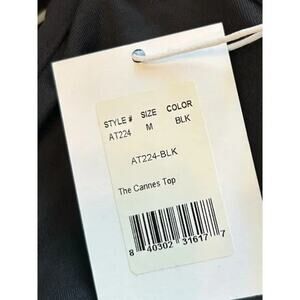 STYLE # SIZE COLOR
AT224 M BLK
AT224-BLK
The Cannes Top
8 40302 31617 7